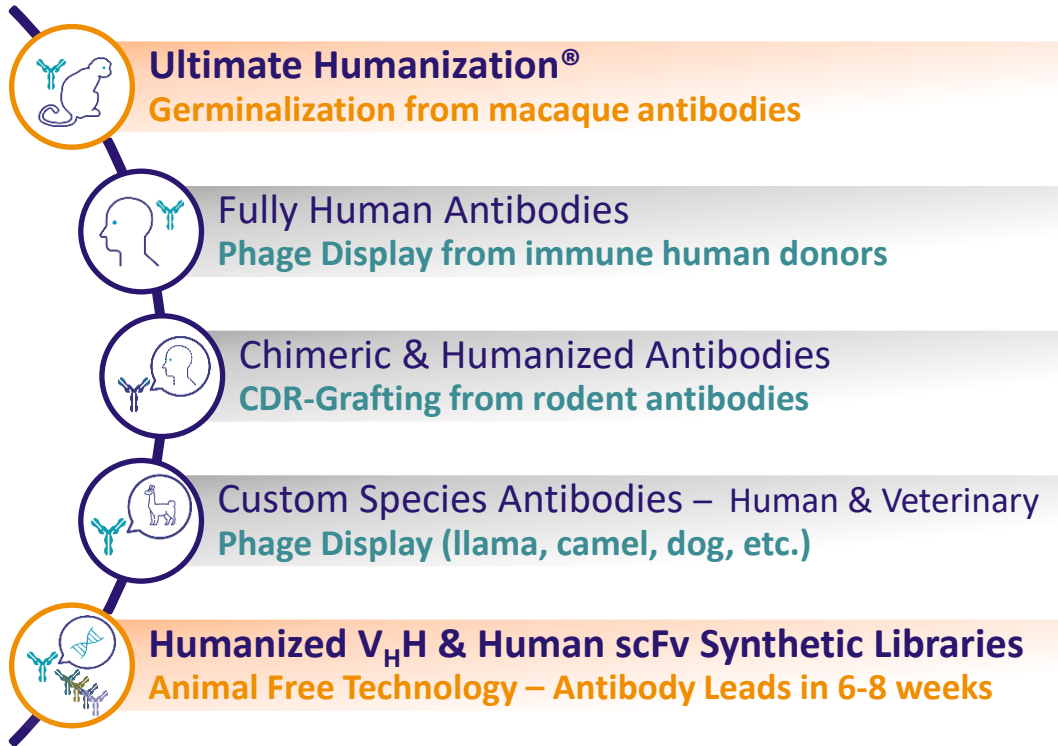 Ultimate Humanization®
Germinalization from macaque antibodies
Fully Human Antibodies
Phage Display from immune human donors
Chimeric & Humanized Antibodies
CDR-Grafting from rodent antibodies
Custom Species Antibodies – Human & Veterinary
Phage Display (llama, camel, dog, etc.)
Humanized VHH & Human scFv Synthetic Libraries
Animal Free Technology – Antibody Leads in 6-8 weeks